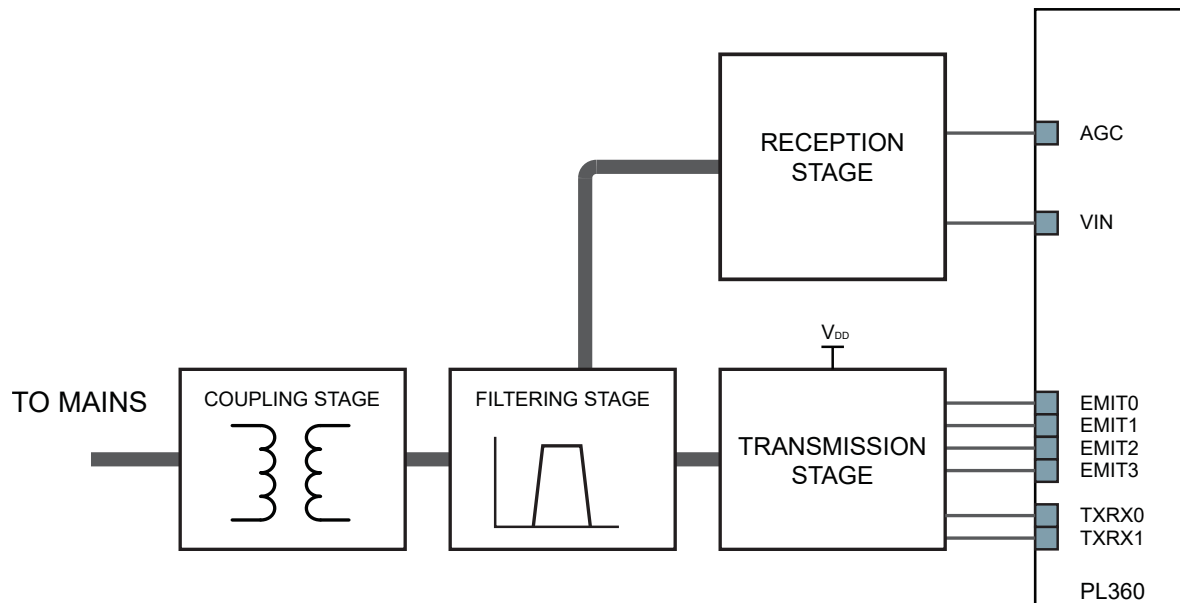 RECEPTION
STAGE
AGC
VIN
V_DD
TO MAINS
COUPLING STAGE
FILTERING STAGE
TRANSMISSION
STAGE
EMIT0
EMIT1
EMIT2
EMIT3
TXRX0
TXRX1
PL360